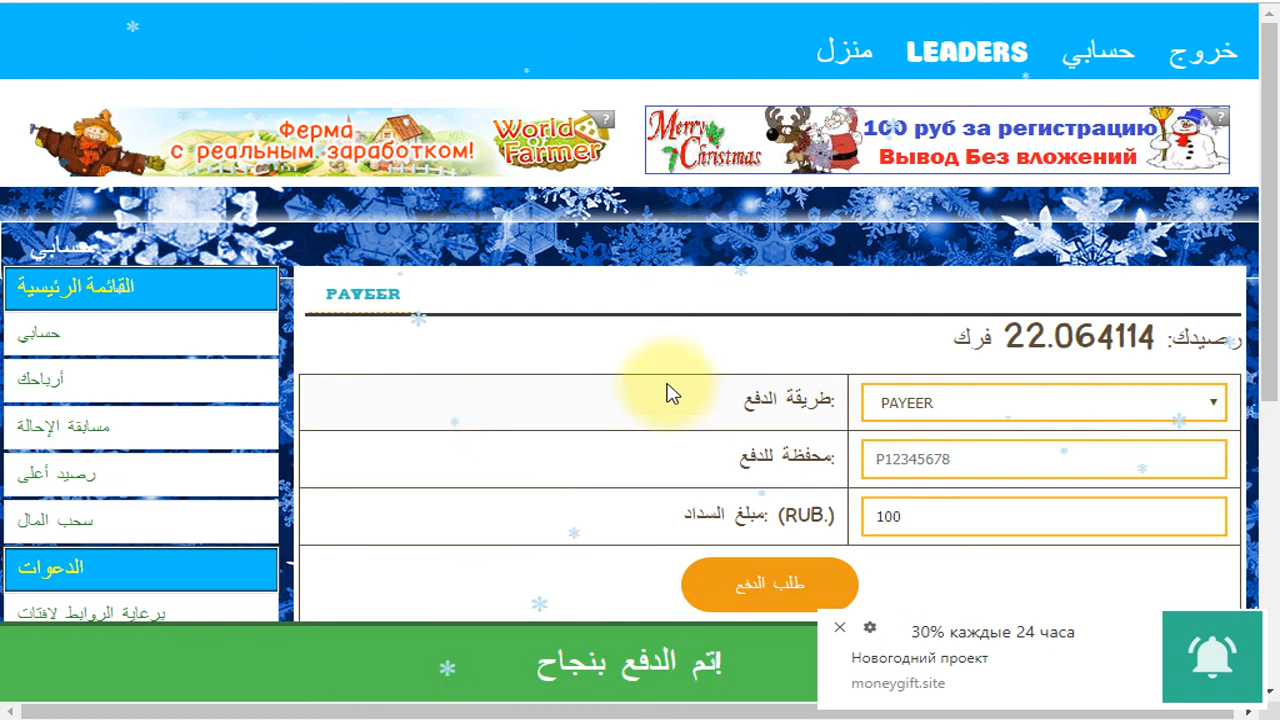 خروج
حسابي
LEADERS
منزل
Ферма
с реальным заработком!
World Farmer
?
Merry Christmas
100 руб за регистрацию
Вывод Без вложений
?
حسابي
القائمة الرئيسية
حسابي
أرباحك
مسابقة الإحالة
رصيد أعلى
سحب المال
الدعوات
برعاية الروابط لافتات
PAYEER
رصيدك: 22.064114 فرك
طريقة الدفع:
PAYEER
محفظة للدفع:
P12345678
مبلغ السداد: (RUB.)
100
طلب الدفع
تم الدفع بنجاح!
30% каждые 24 часа
Новогодний проект
moneygift.site